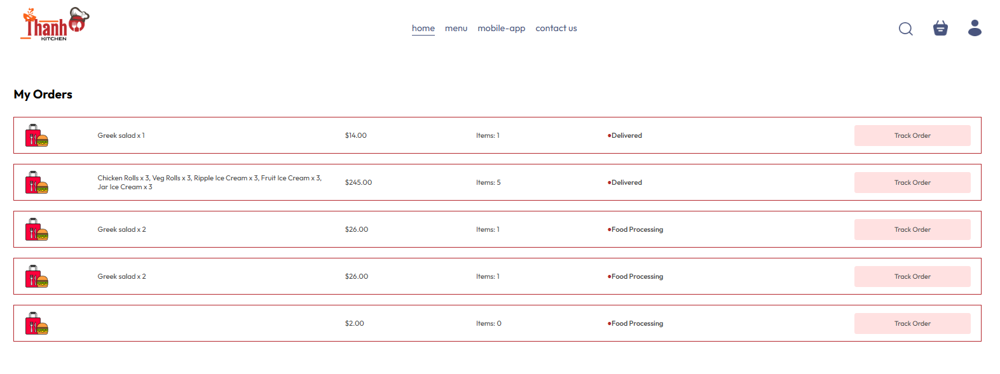 Thanh
KITCHEN
home menu mobile-app contact us
My Orders
Greek salad x 1 $14.00 Items: 1 •Delivered Track Order
Chicken Rolls x 3, Veg Rolls x 3, Ripple Ice Cream x 3, Fruit Ice Cream x 3,
Jar Ice Cream x 3 $245.00 Items: 5 •Delivered Track Order
Greek salad x 2 $26.00 Items: 1 •Food Processing Track Order
Greek salad x 2 $26.00 Items: 1 •Food Processing Track Order
$2.00 Items: 0 •Food Processing Track Order